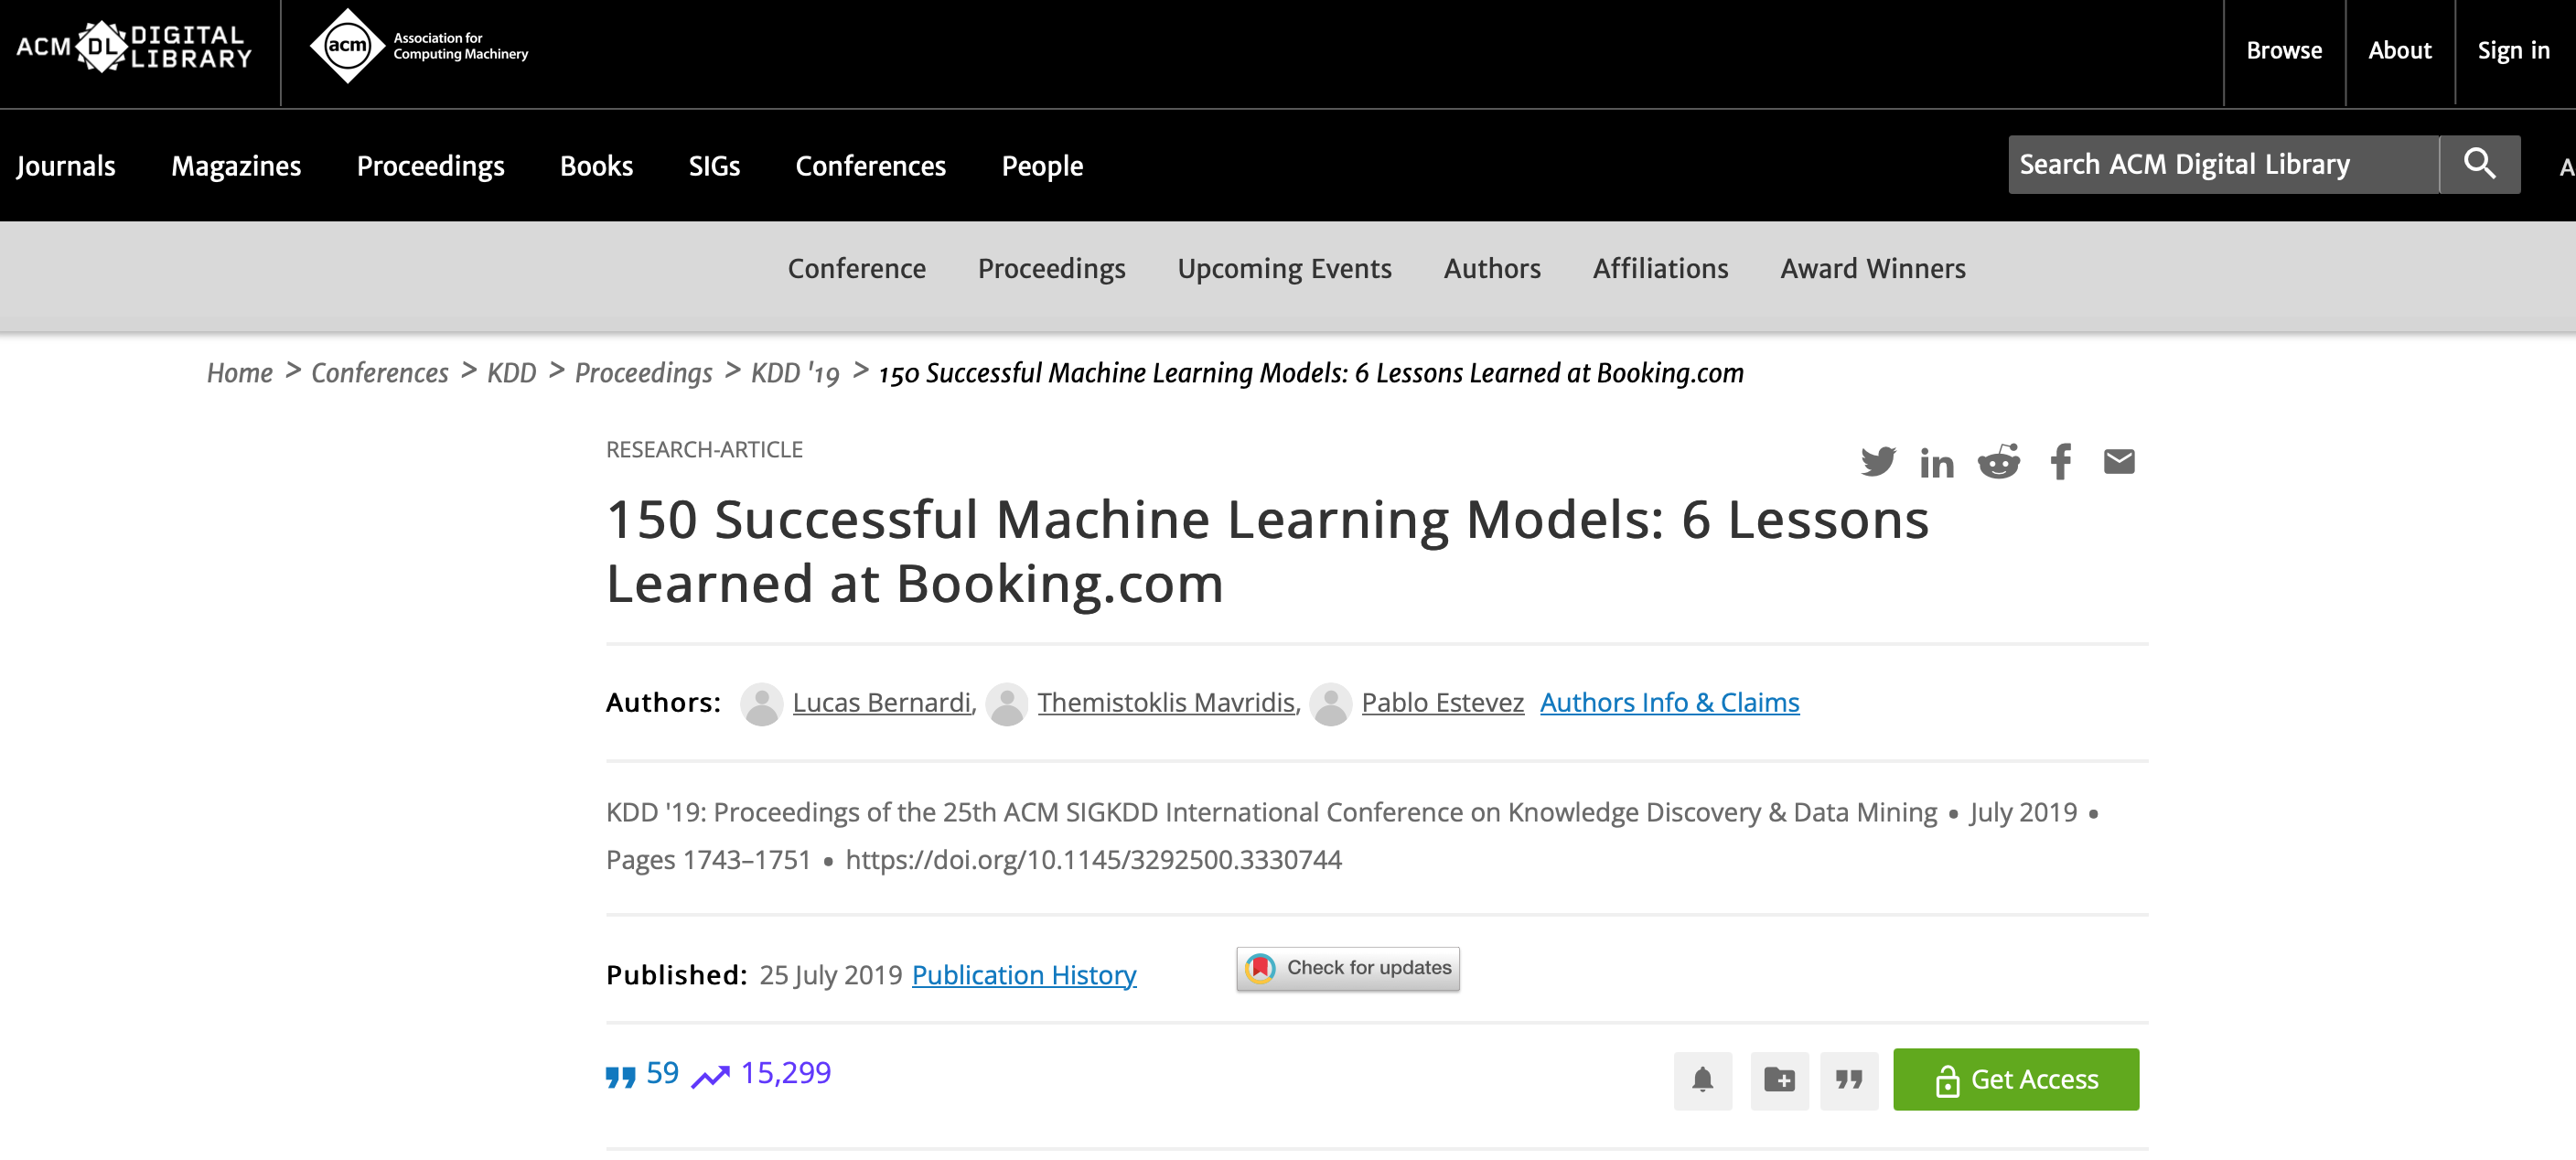 ACM DL DIGITAL LIBRARY
acm Association for Computing Machinery
Browse About Sign in
Journals Magazines Proceedings Books SIGs Conferences People
Search ACM Digital Library
A
Conference Proceedings Upcoming Events Authors Affiliations Award Winners
Home > Conferences > KDD > Proceedings > KDD '19 > 150 Successful Machine Learning Models: 6 Lessons Learned at Booking.com
RESEARCH-ARTICLE
150 Successful Machine Learning Models: 6 Lessons
Learned at Booking.com
Authors: Lucas Bernardi, Themistoklis Mavridis, Pablo Estevez Authors Info & Claims
KDD '19: Proceedings of the 25th ACM SIGKDD International Conference on Knowledge Discovery & Data Mining • July 2019 •
Pages 1743–1751 • https://doi.org/10.1145/3292500.3330744
Published: 25 July 2019 Publication History
Check for updates
59 15,299
Get Access